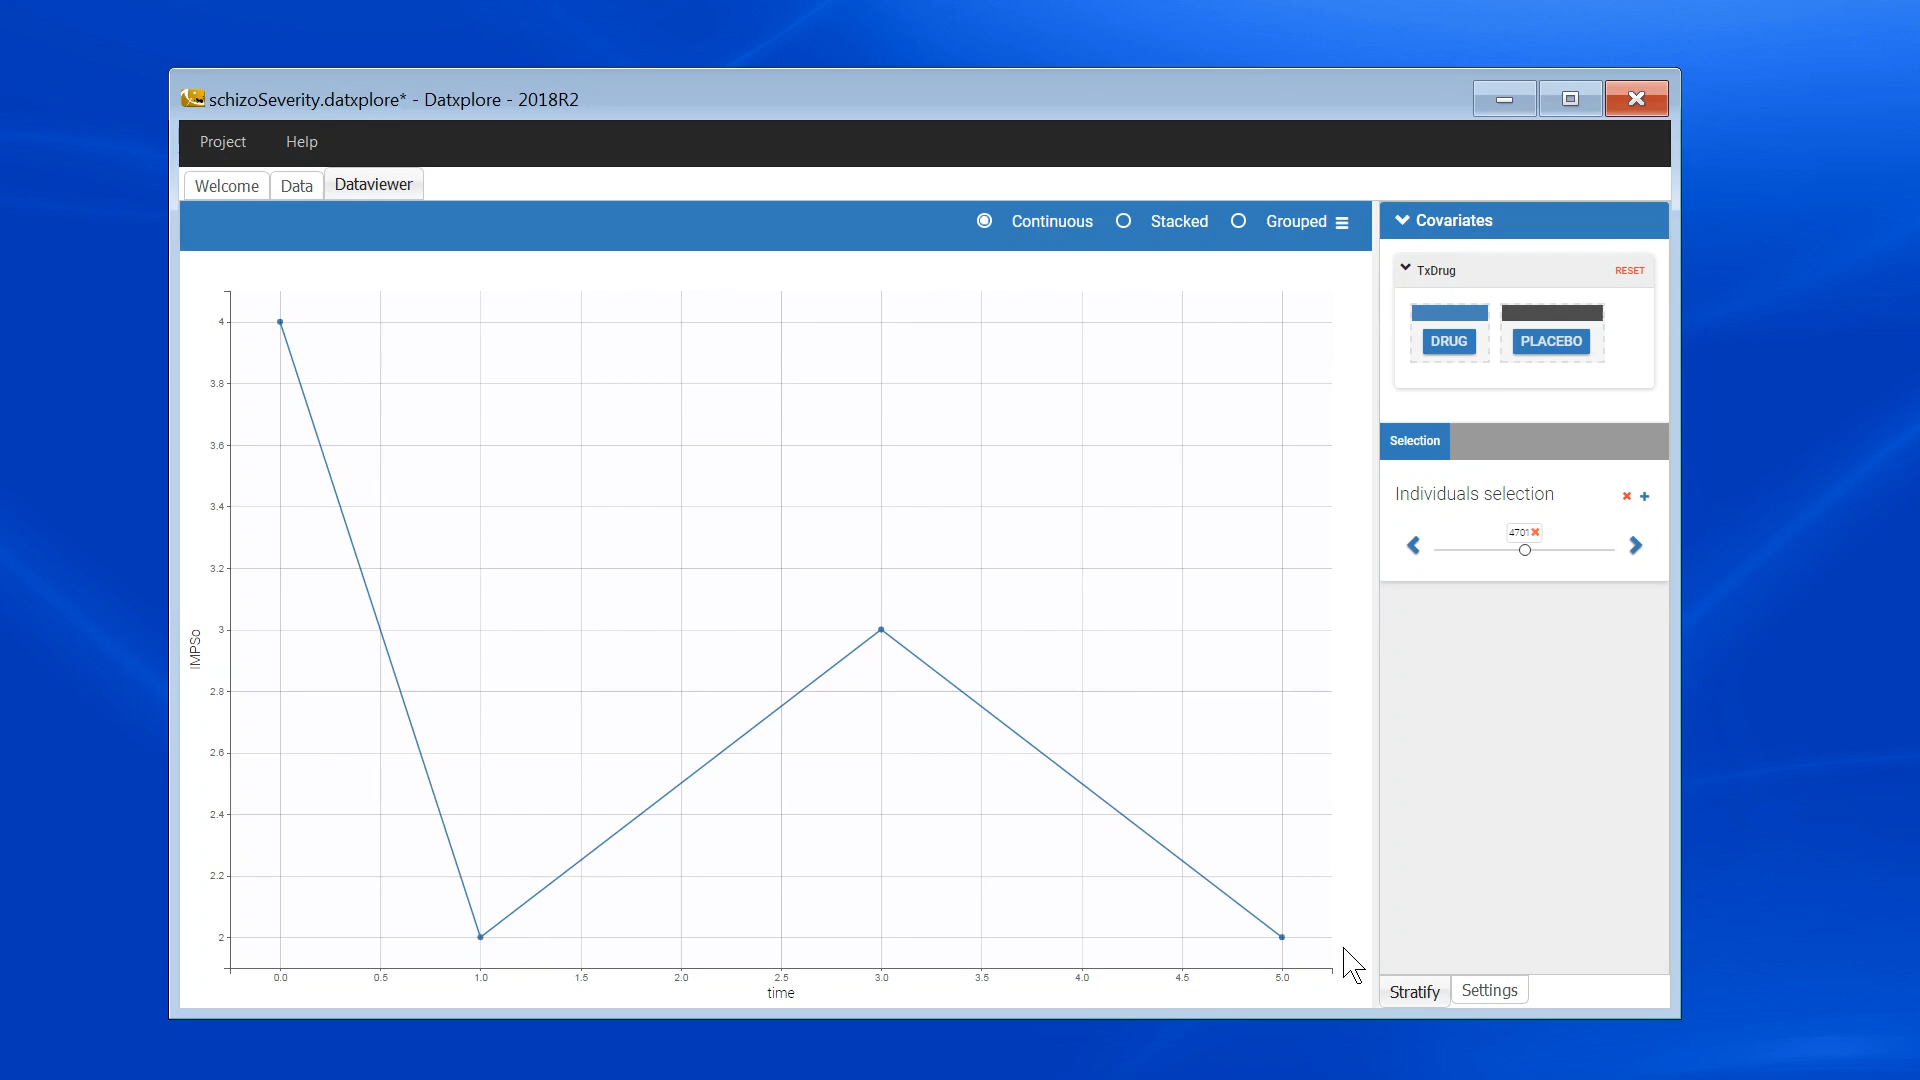 schizoSeverity.datxplore* - Datxplore - 2018R2
Project Help
Welcome Data Dataviewer
Continuous Stacked Grouped
Covariates
TxDrug RESET
DRUG PLACEBO
Selection
Individuals selection
4701
4
3.8
3.6
3.4
3.2
3
2.8
2.6
2.4
2.2
2
IMPSo
0.0 0.5 1.0 1.5 2.0 2.5 3.0 3.5 4.0 4.5 5.0
time
Stratify Settings